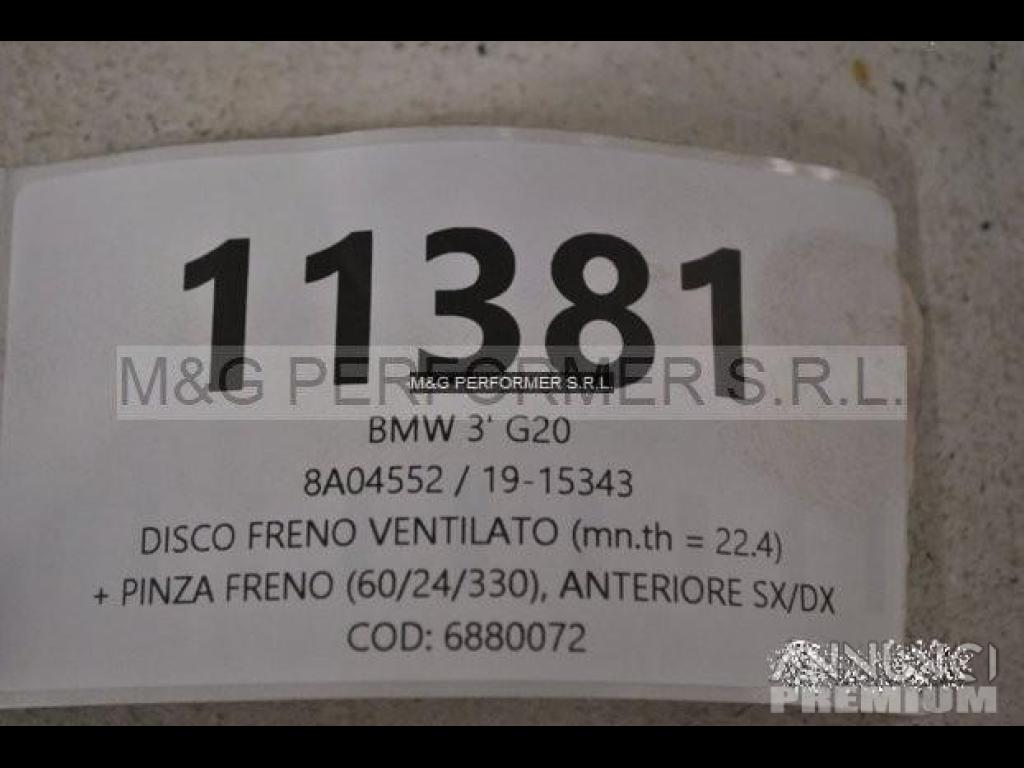 11381
M&G PERFORMER S.R.L.
M&G PERFORMER S.R.L.
BMW 3' G20
8A04552 / 19-15343
DISCO FRENO VENTILATO (mn.th = 22.4)
+ PINZA FRENO (60/24/330), ANTERIORE SX/DX
COD: 6880072
ANNUNCI
PREMIUM